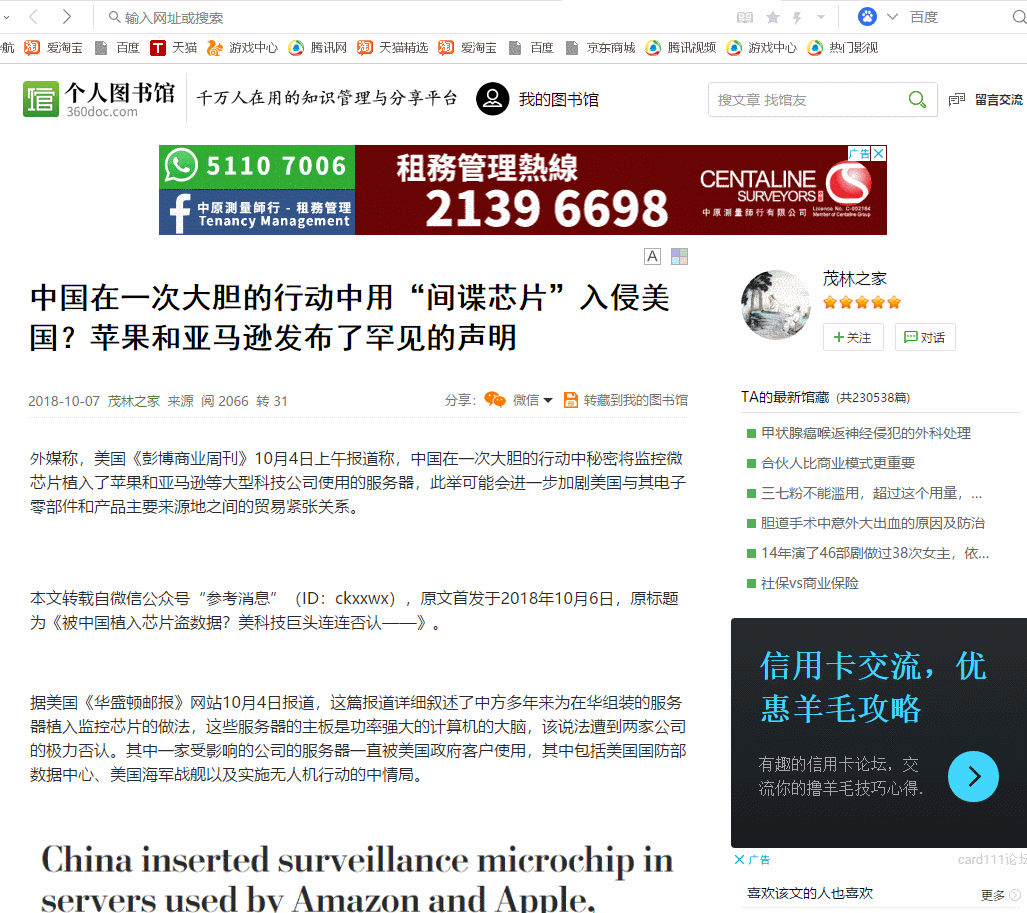 输入网址或搜索
百度
航 爱淘宝 百度 天猫 游戏中心 腾讯网 天猫精选 爱淘宝 百度 京东商城 腾讯视频 游戏中心 热门影视
个人图书馆
360doc.com
千万人在用的知识管理与分享平台
我的图书馆
搜文章 找馆友
留言交流
5110 7006
中原測量師行 - 租務管理
Tenancy Management
租務管理熱線
2139 6698
广告
CENTALINE
SURVEYORS
中原測量師行有限公司
A
中国在一次大胆的行动中用“间谍芯片”入侵美
国？苹果和亚马逊发布了罕见的声明
2018-10-07 茂林之家 来源 阅 2066 转 31
分享： 微信 转藏到我的图书馆
外媒称，美国《彭博商业周刊》10月4日上午报道称，中国在一次大胆的行动中秘密将监控微
芯片植入了苹果和亚马逊等大型科技公司使用的服务器，此举可能会进一步加剧美国与其电子
零部件和产品主要来源地之间的贸易紧张关系。
本文转载自微信公众号“参考消息”（ID：ckxxwx），原文首发于2018年10月6日，原标题
为《被中国植入芯片盗数据？美科技巨头连连否认——》。
据美国《华盛顿邮报》网站10月4日报道，这篇报道详细叙述了中方多年来为在华组装的服务
器植入监控芯片的做法，这些服务器的主板是功率强大的计算机的大脑，该说法遭到两家公司
的极力否认。其中一家受影响的公司的服务器一直被美国政府客户使用，其中包括美国国防部
数据中心、美国海军战舰以及实施无人机行动的中情局。
China inserted surveillance microchip in
servers used by Amazon and Apple,
茂林之家
+ 关注
对话
TA的最新馆藏 (共230538篇)
甲状腺癌喉返神经侵犯的外科处理
合伙人比商业模式更重要
三七粉不能滥用，超过这个用量，...
胆道手术中意外大出血的原因及防治
14年演了46部剧做过38次女主，依...
社保vs商业保险
信用卡交流，优
惠羊毛攻略
有趣的信用卡论坛，交
流你的撸羊毛技巧心得.
广告
card111论坛
喜欢该文的人也喜欢
更多